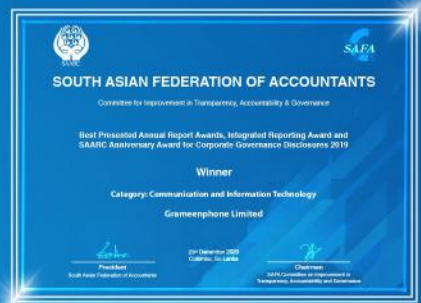 SAARC
SAFA
SOUTH ASIAN FEDERATION OF ACCOUNTANTS
Committee for Improvement in Transparency, Accountability & Governance
Best Presented Annual Report Awards, Integrated Reporting Award and
SAARC Anniversary Award for Corporate Governance Disclosures 2019
Winner
Category: Communication and Information Technology
Grameenphone Limited
December 2020
Colombo, Sri Lanka
President
South Asian Federation of Accountants
Chairman
SAFA Committee on Improvement in
Transparency, Accountability and Governance